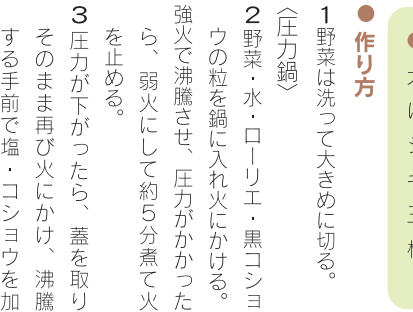 ● 作り方
1 野菜は洗って大きめに切る。
〈圧力鍋〉
2 野菜・水・ローリエ・黒コショ
ウの粒を鍋に入れ火にかける。
強火で沸騰させ、圧力がかかった
ら、弱火にして約5分煮て火
を止める。
3 圧力が下がったら、蓋を取り
そのまま再び火にかけ、沸騰
する手前で塩・コショウを加